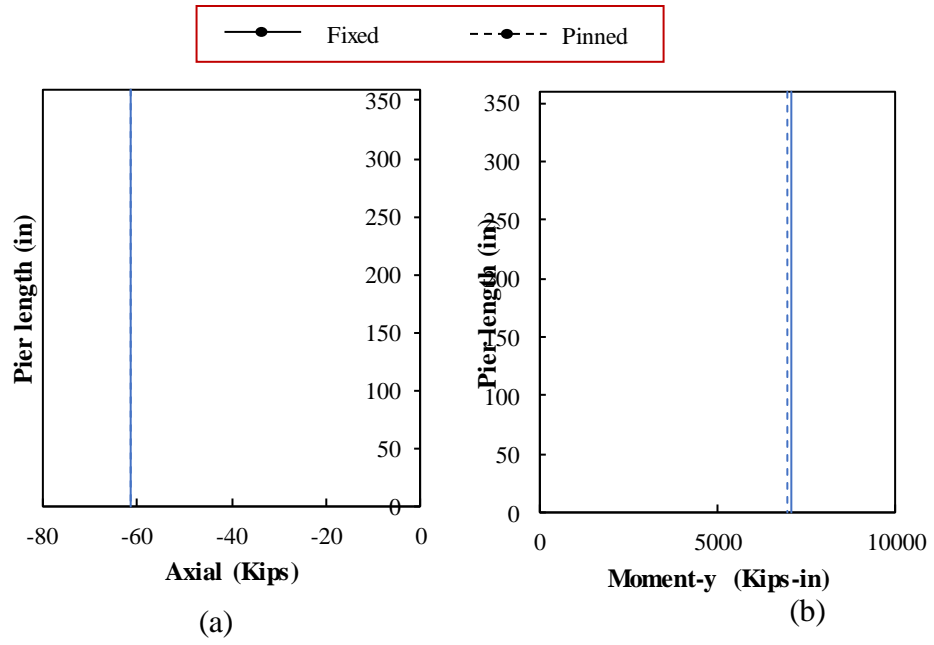 Fixed Pinned
350
300
250
200
150
100
50
0
-80 -60 -40 -20 0
Pier length (in)
Axial (Kips)
(a)
350
300
250
200
150
100
50
0
0 5000 10000
Pier length (in)
Moment-y (Kips-in)
(b)